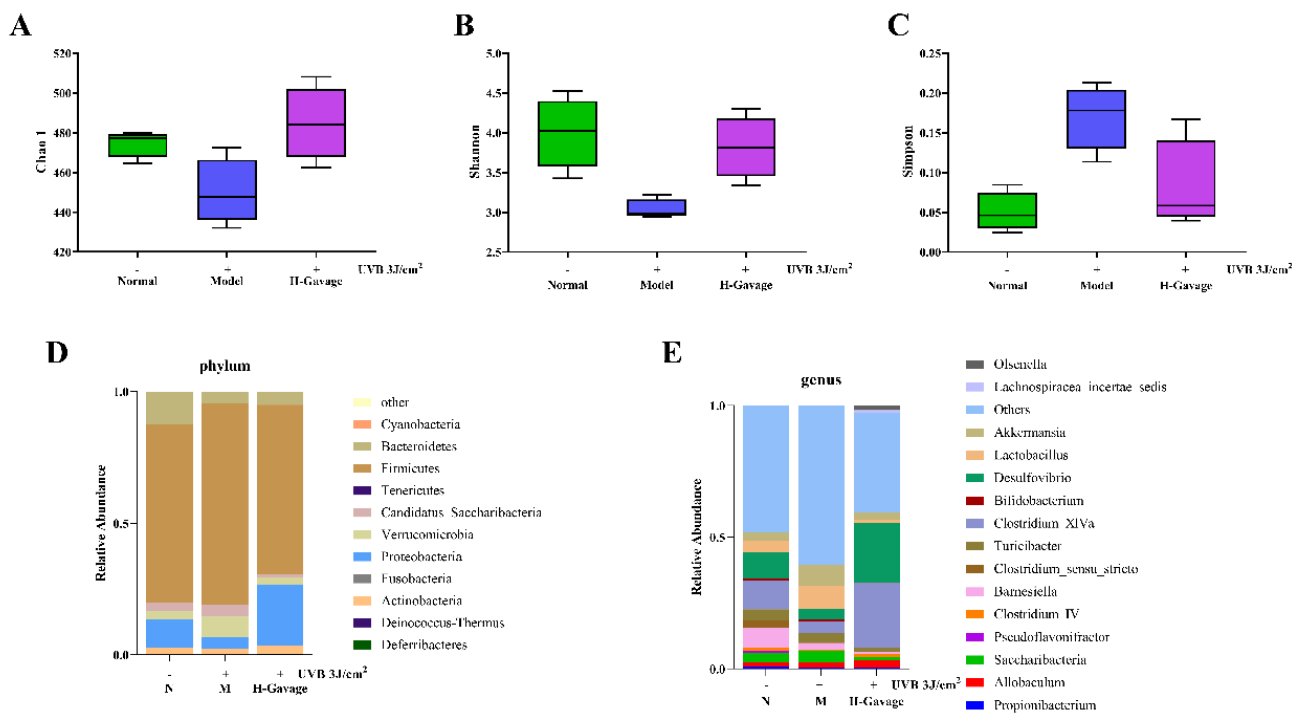 A
520
500
480
460
440
420
Chao 1
-
+
+
UVB 3J/cm²
Normal
Model
H-Gavage
B
5.0
4.5
4.0
3.5
3.0
2.5
Shannon
-
+
+
UVB 3J/cm²
Normal
Model
H-Gavage
C
0.25
0.20
0.15
0.10
0.05
0.00
Simpson
-
+
+
UVB 3J/cm²
Normal
Model
H-Gavage
D
phylum
1.0
0.5
0.0
Relative Abundance
-
+
+
UVB 3J/cm²
N
M
H-Gavage
other
Cyanobacteria
Bacteroidetes
Firmicutes
Tenericutes
Candidatus_Saccharibacteria
Verrucomicrobia
Proteobacteria
Fusobacteria
Actinobacteria
Deinococcus-Thermus
Deferribacteres
E
genus
1.0
0.5
0.0
Relative Abundance
-
+
UVB 3J/cm²
N
M
H-Gavage
Olsenella
Lachnospiracea_incertae_sedis
Others
Akkermansia
Lactobacillus
Desulfovibrio
Bifidobacterium
Clostridium_XlVa
Turicibacter
Clostridium_sensu_stricto
Barnesiella
Clostridium_IV
Pseudoflavonifractor
Saccharibacteria
Allobaculum
Propionibacterium